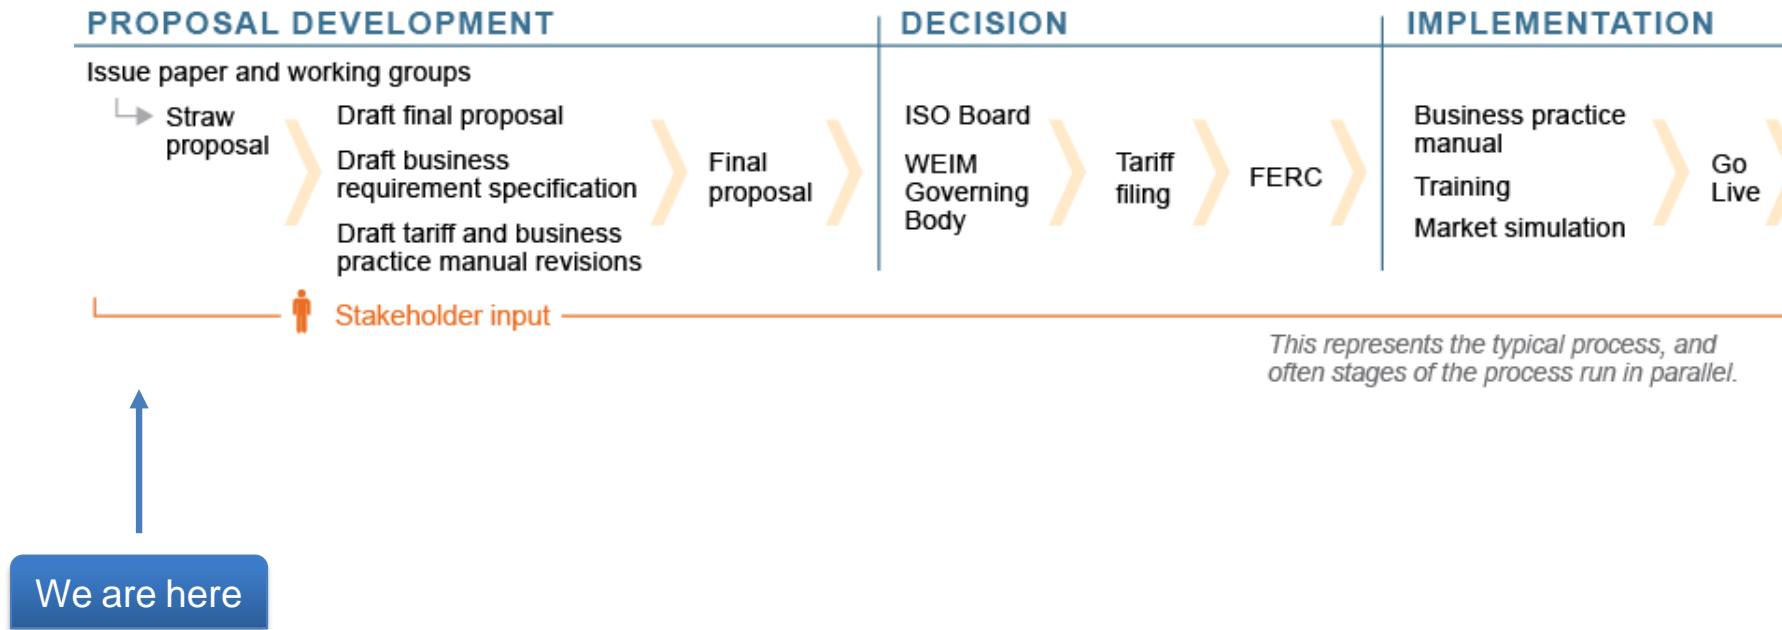 PROPOSAL DEVELOPMENT
Issue paper and working groups
Straw
proposal
Draft final proposal
Draft business
requirement specification
Draft tariff and business
practice manual revisions
Final
proposal
DECISION
ISO Board
WEIM
Governing
Body
Tariff
filing
FERC
IMPLEMENTATION
Business practice
manual
Training
Market simulation
Go
Live
Stakeholder input
This represents the typical process, and
often stages of the process run in parallel.
We are here